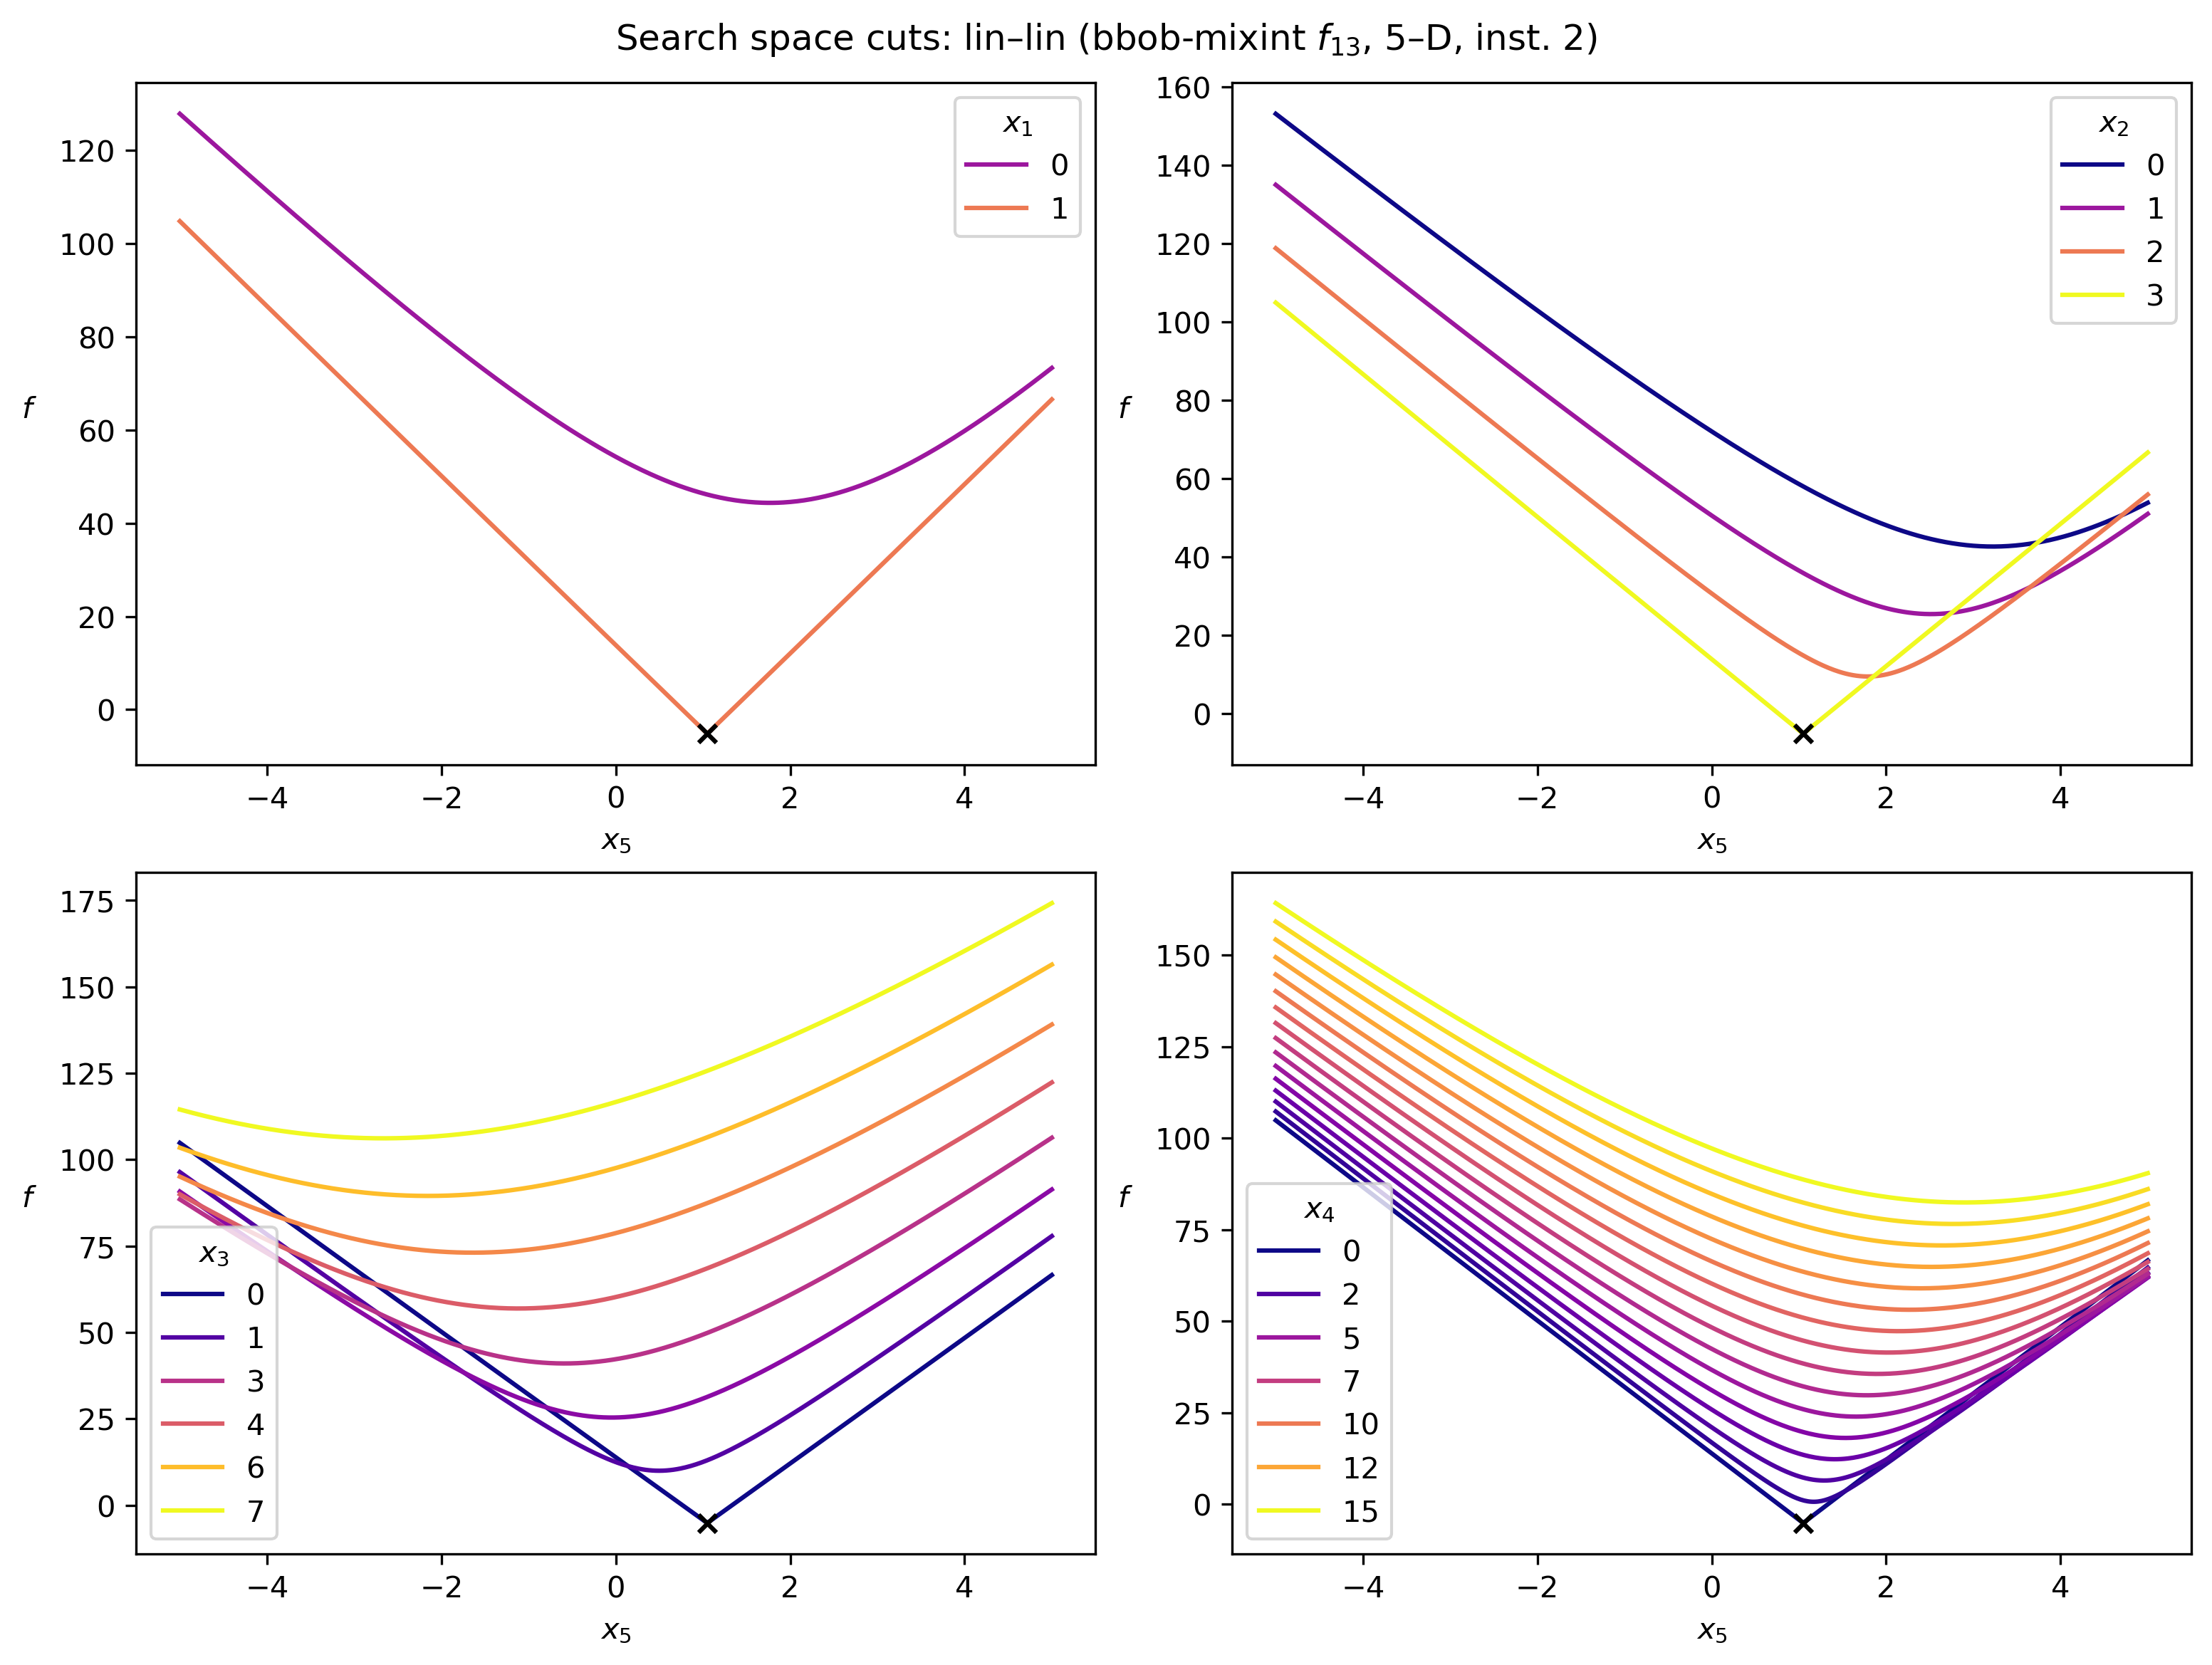 Search space cuts: lin–lin (bbob-mixint f13, 5–D, inst. 2)
120
100
80
60
40
20
0
f
−4 −2 0 2 4
x5
x1
0
1
160
140
120
100
80
60
40
20
0
f
−4 −2 0 2 4
x5
x2
0
1
2
3
175
150
125
100
75
50
25
0
f
−4 −2 0 2 4
x5
x3
0
1
3
4
6
7
150
125
100
75
50
25
0
f
−4 −2 0 2 4
x5
x4
0
2
5
7
10
12
15